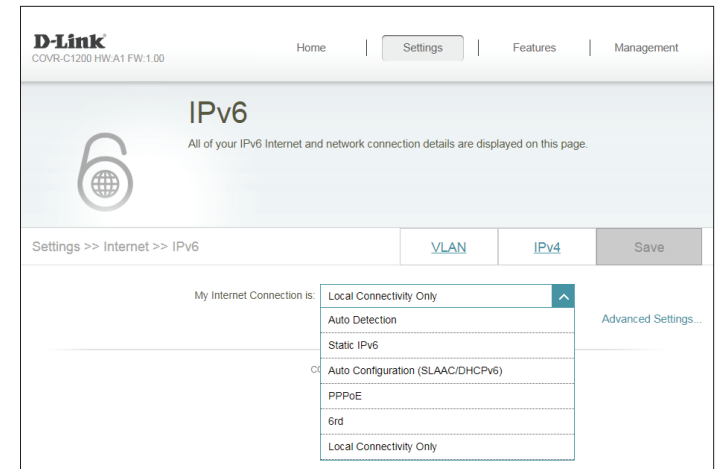 D-Link
COVR-C1200 HW:A1 FW:1.00
Home
Settings
Features
Management
IPv6
All of your IPv6 Internet and network connection details are displayed on this page.
Settings >> Internet >> IPv6
VLAN
IPv4
Save
My Internet Connection is:
Local Connectivity Only
Advanced Settings...
Auto Detection
Static IPv6
Auto Configuration (SLAAC/DHCPv6)
PPPoE
6rd
Local Connectivity Only